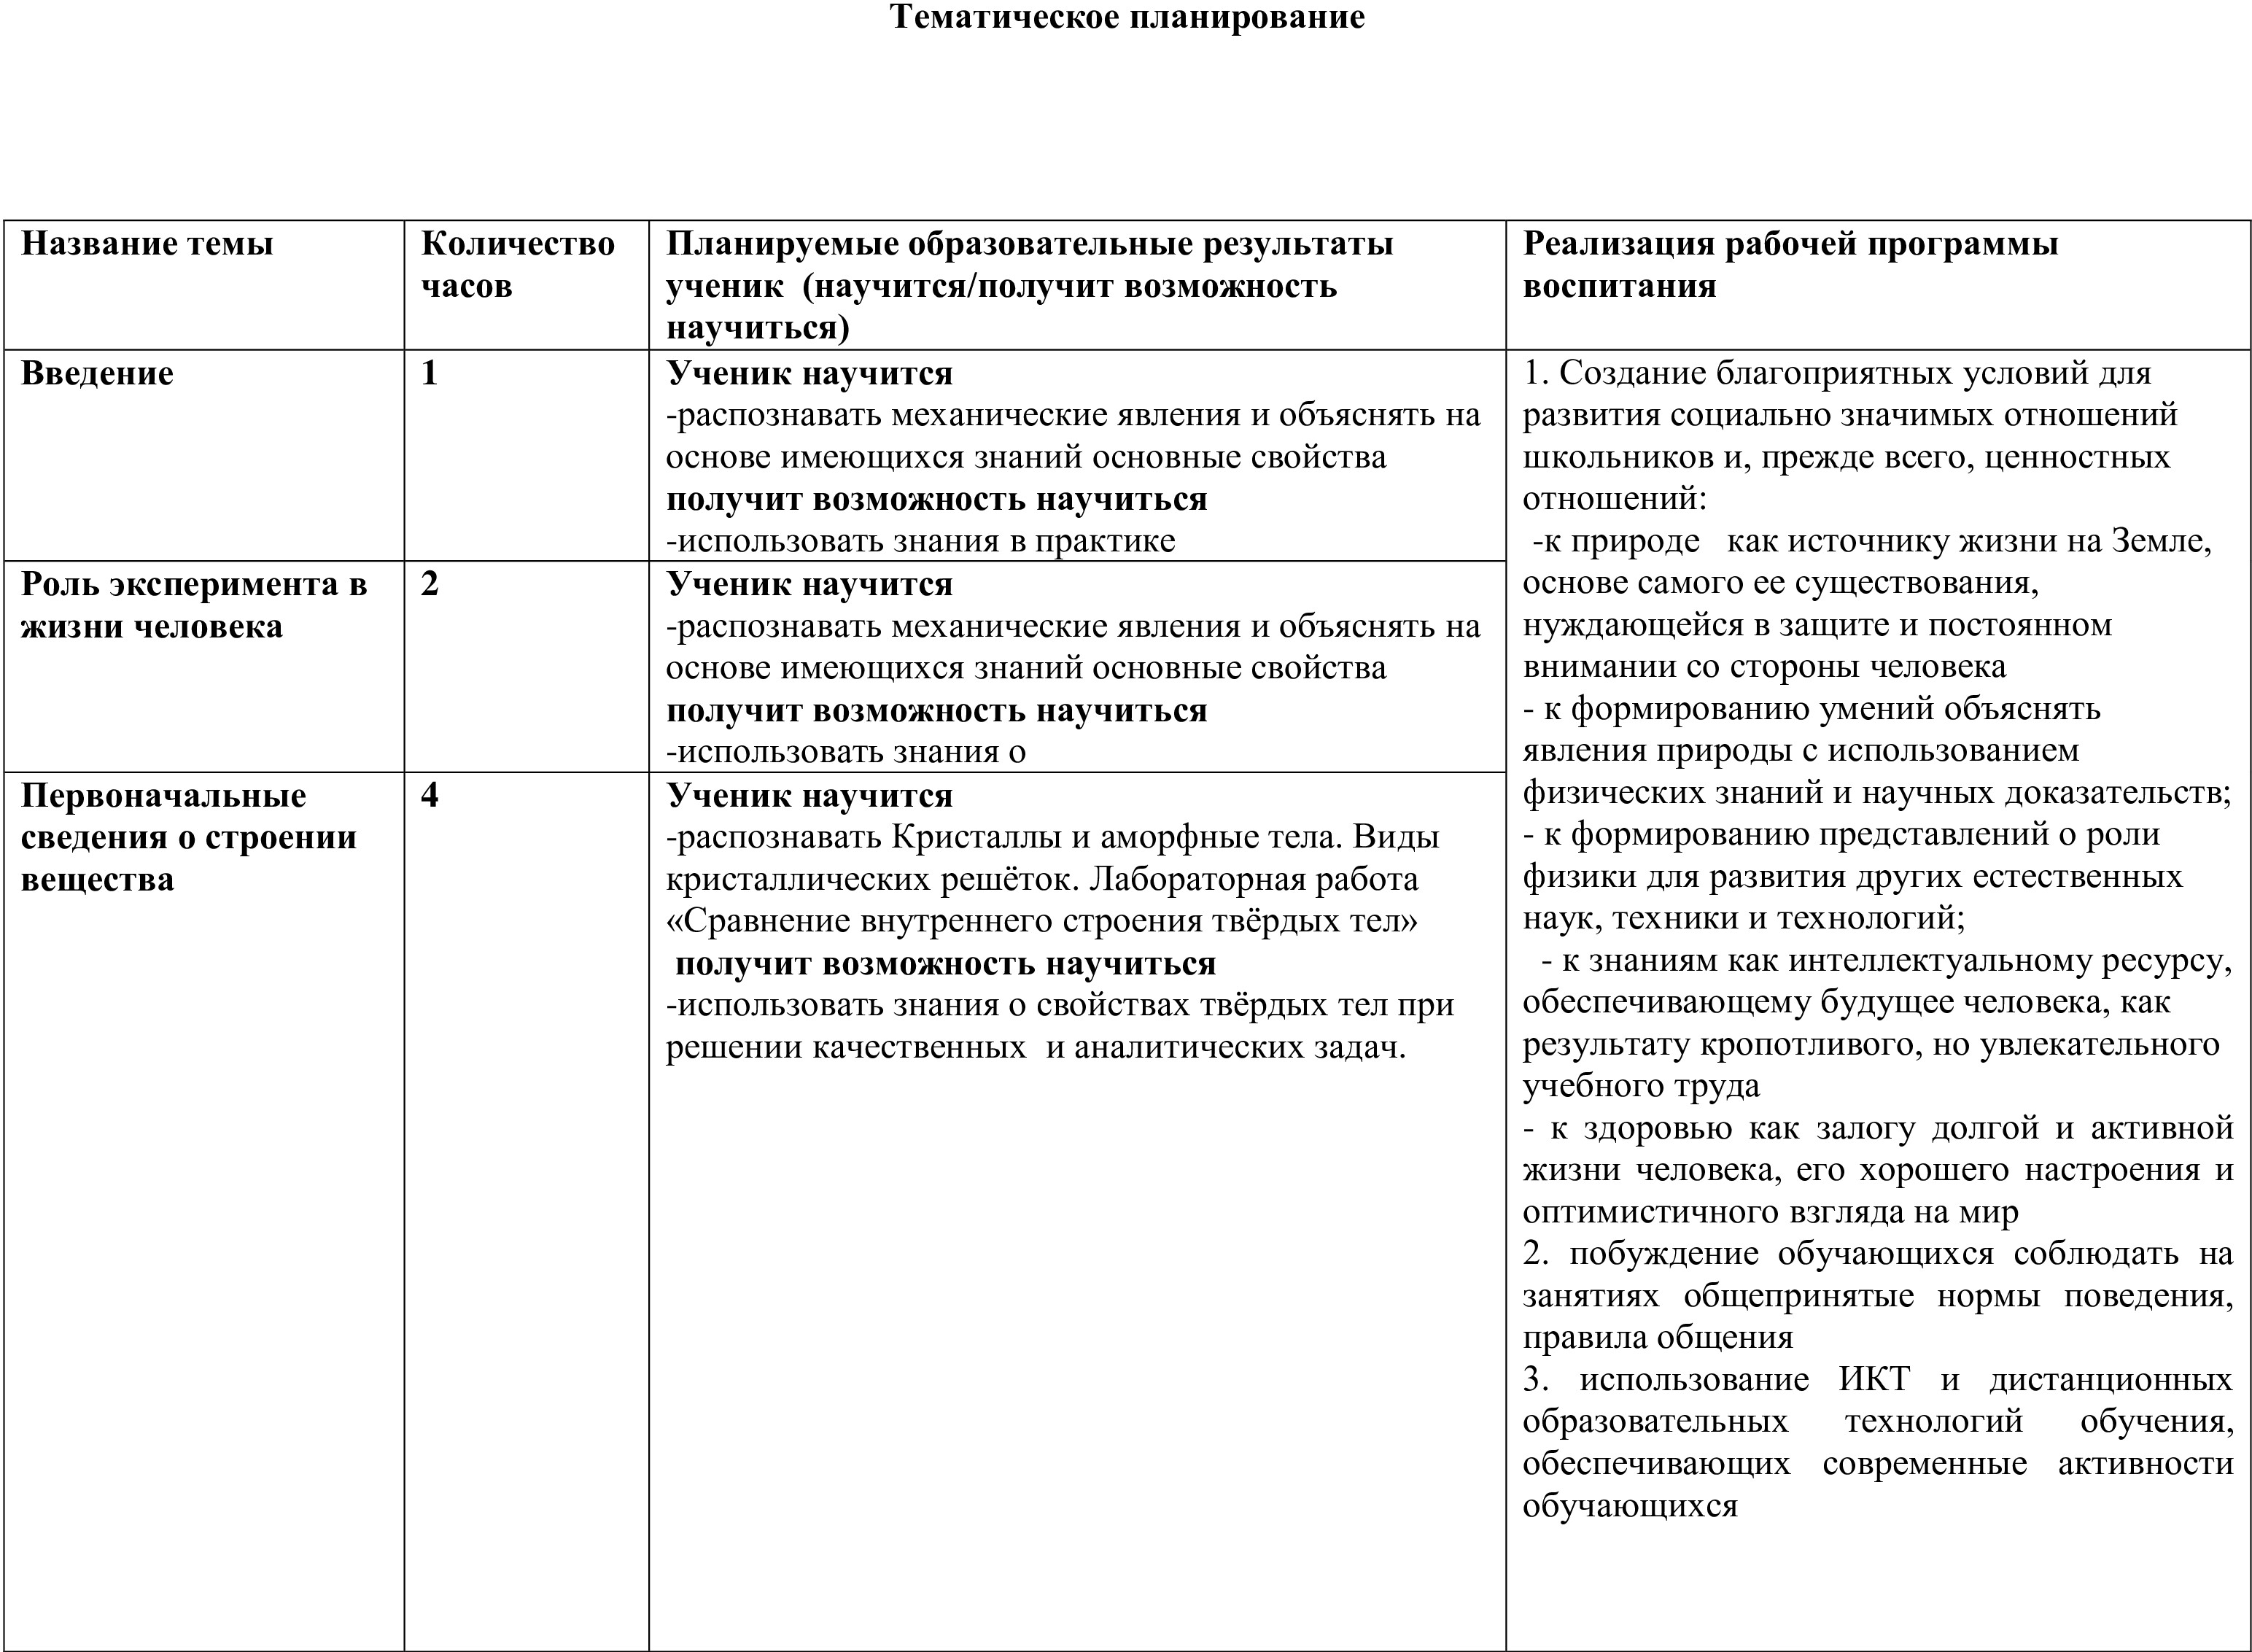 Тематическое планирование
Название темы
Количество
часов
Планируемые образовательные результаты
ученик (научится/получит возможность
научиться)
Реализация рабочей программы
воспитания
Введение
1
Ученик научится
-распознавать механические явления и объяснять на
основе имеющихся знаний основные свойства
получит возможность научиться
-использовать знания в практике
Роль эксперимента в
жизни человека
2
Ученик научится
-распознавать механические явления и объяснять на
основе имеющихся знаний основные свойства
получит возможность научиться
-использовать знания о
Первоначальные
сведения о строении
вещества
4
Ученик научится
-распознавать Кристаллы и аморфные тела. Виды
кристаллических решёток. Лабораторная работа
«Сравнение внутреннего строения твёрдых тел»
получит возможность научиться
-использовать знания о свойствах твёрдых тел при
решении качественных и аналитических задач.
1. Создание благоприятных условий для
развития социально значимых отношений
школьников и, прежде всего, ценностных
отношений:
-к природе как источнику жизни на Земле,
основе самого ее существования,
нуждающейся в защите и постоянном
внимании со стороны человека
- к формированию умений объяснять
явления природы с использованием
физических знаний и научных доказательств;
- к формированию представлений о роли
физики для развития других естественных
наук, техники и технологий;
- к знаниям как интеллектуальному ресурсу,
обеспечивающему будущее человека, как
результату кропотливого, но увлекательного
учебного труда
- к здоровью как залогу долгой и активной
жизни человека, его хорошего настроения и
оптимистичного взгляда на мир
2. побуждение обучающихся соблюдать на
занятиях общепринятые нормы поведения,
правила общения
3. использование ИКТ и дистанционных
образовательных технологий обучения,
обеспечивающих современные активности
обучающихся